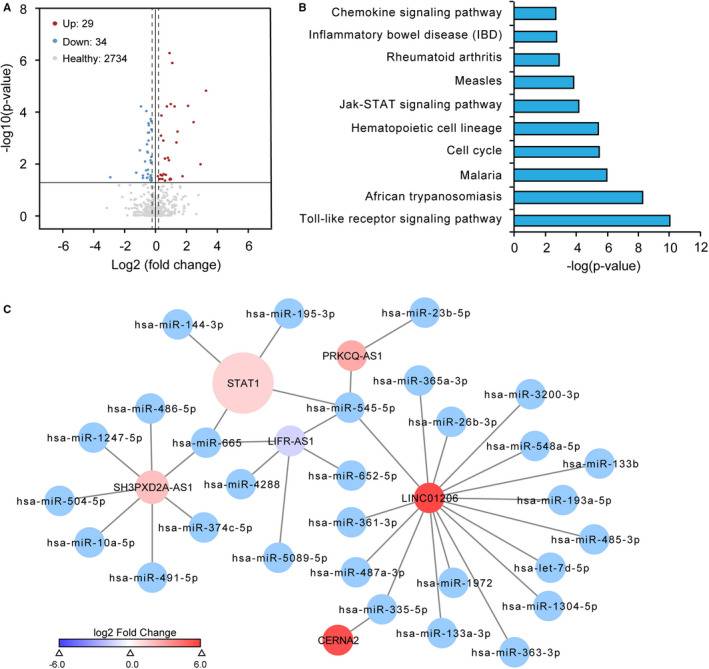 A
Up: 29
Down: 34
Healthy: 2734
-log10(p-value)
8
6
4
2
0
-6 -4 -2 0 2 4 6
Log2 (fold change)
B
Chemokine signaling pathway
Inflammatory bowel disease (IBD)
Rheumatoid arthritis
Measles
Jak-STAT signaling pathway
Hematopoietic cell lineage
Cell cycle
Malaria
African trypanosomiasis
Toll-like receptor signaling pathway
0 2 4 6 8 10 12
-log(p-value)
C
hsa-miR-144-3p
hsa-miR-195-3p
hsa-miR-23b-5p
PRKCQ-AS1
STAT1
hsa-miR-365a-3p
hsa-miR-3200-3p
hsa-miR-486-5p
hsa-miR-545-5p
hsa-miR-26b-3p
hsa-miR-1247-5p
hsa-miR-665
LIFR-AS1
hsa-miR-548a-5p
hsa-miR-133b
SH3PXD2A-AS1
hsa-miR-4288
hsa-miR-652-5p
LINC01206
hsa-miR-504-5p
hsa-miR-193a-5p
hsa-miR-374c-5p
hsa-miR-361-3p
hsa-miR-10a-5p
hsa-miR-485-3p
hsa-miR-5089-5p
hsa-miR-491-5p
hsa-miR-487a-3p
hsa-let-7d-5p
hsa-miR-1972
hsa-miR-335-5p
hsa-miR-1304-5p
CERNA2
hsa-miR-133a-3p
hsa-miR-363-3p
log2 Fold Change
-6.0 0.0 6.0